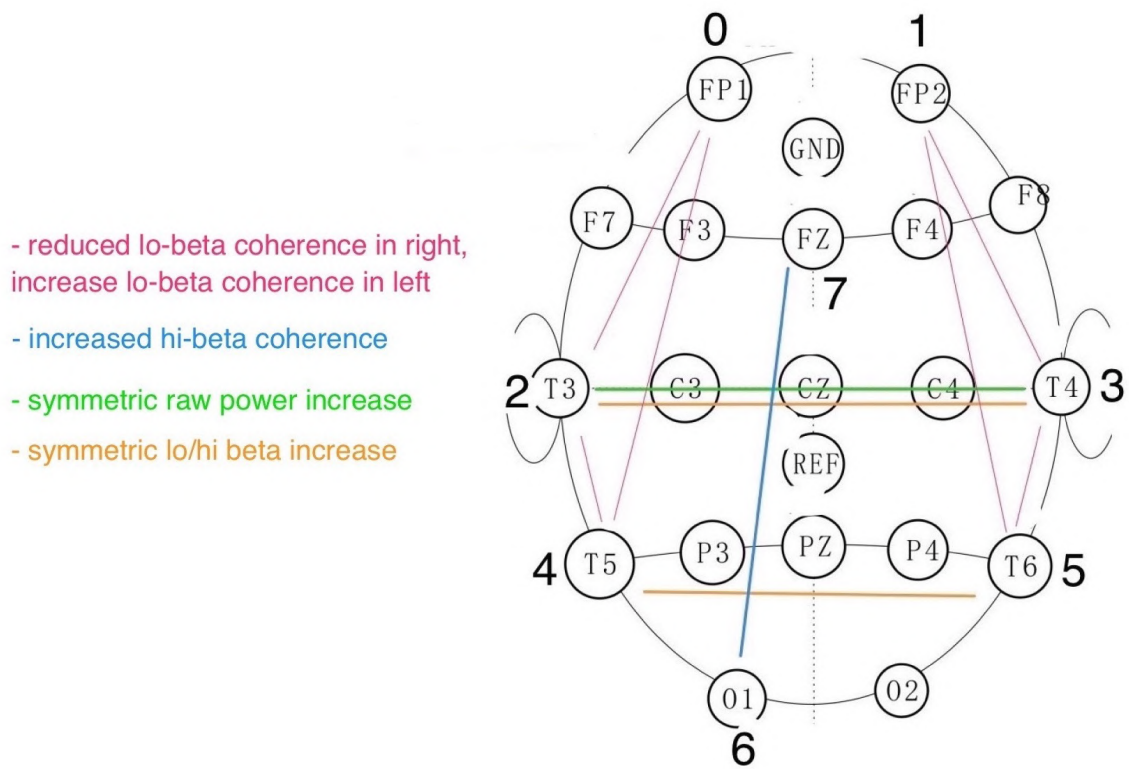 0 1
FP1 FP2
GND
F7 F3 FZ F4 F8
- reduced lo-beta coherence in right,
increase lo-beta coherence in left
7
- increased hi-beta coherence
2 T3 C3 CZ C4 T4 3
- symmetric raw power increase
- symmetric lo/hi beta increase
REF
4 T5 P3 PZ P4 T6 5
O1 O2
6